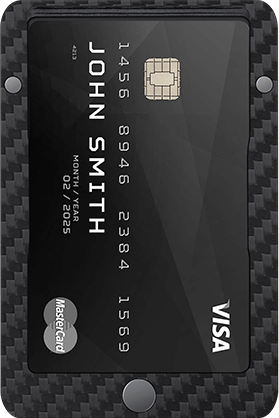 VISA
1456 8946 2384 1569
MONTH / YEAR
02 / 2025
JOHN SMITH
4213
MasterCard